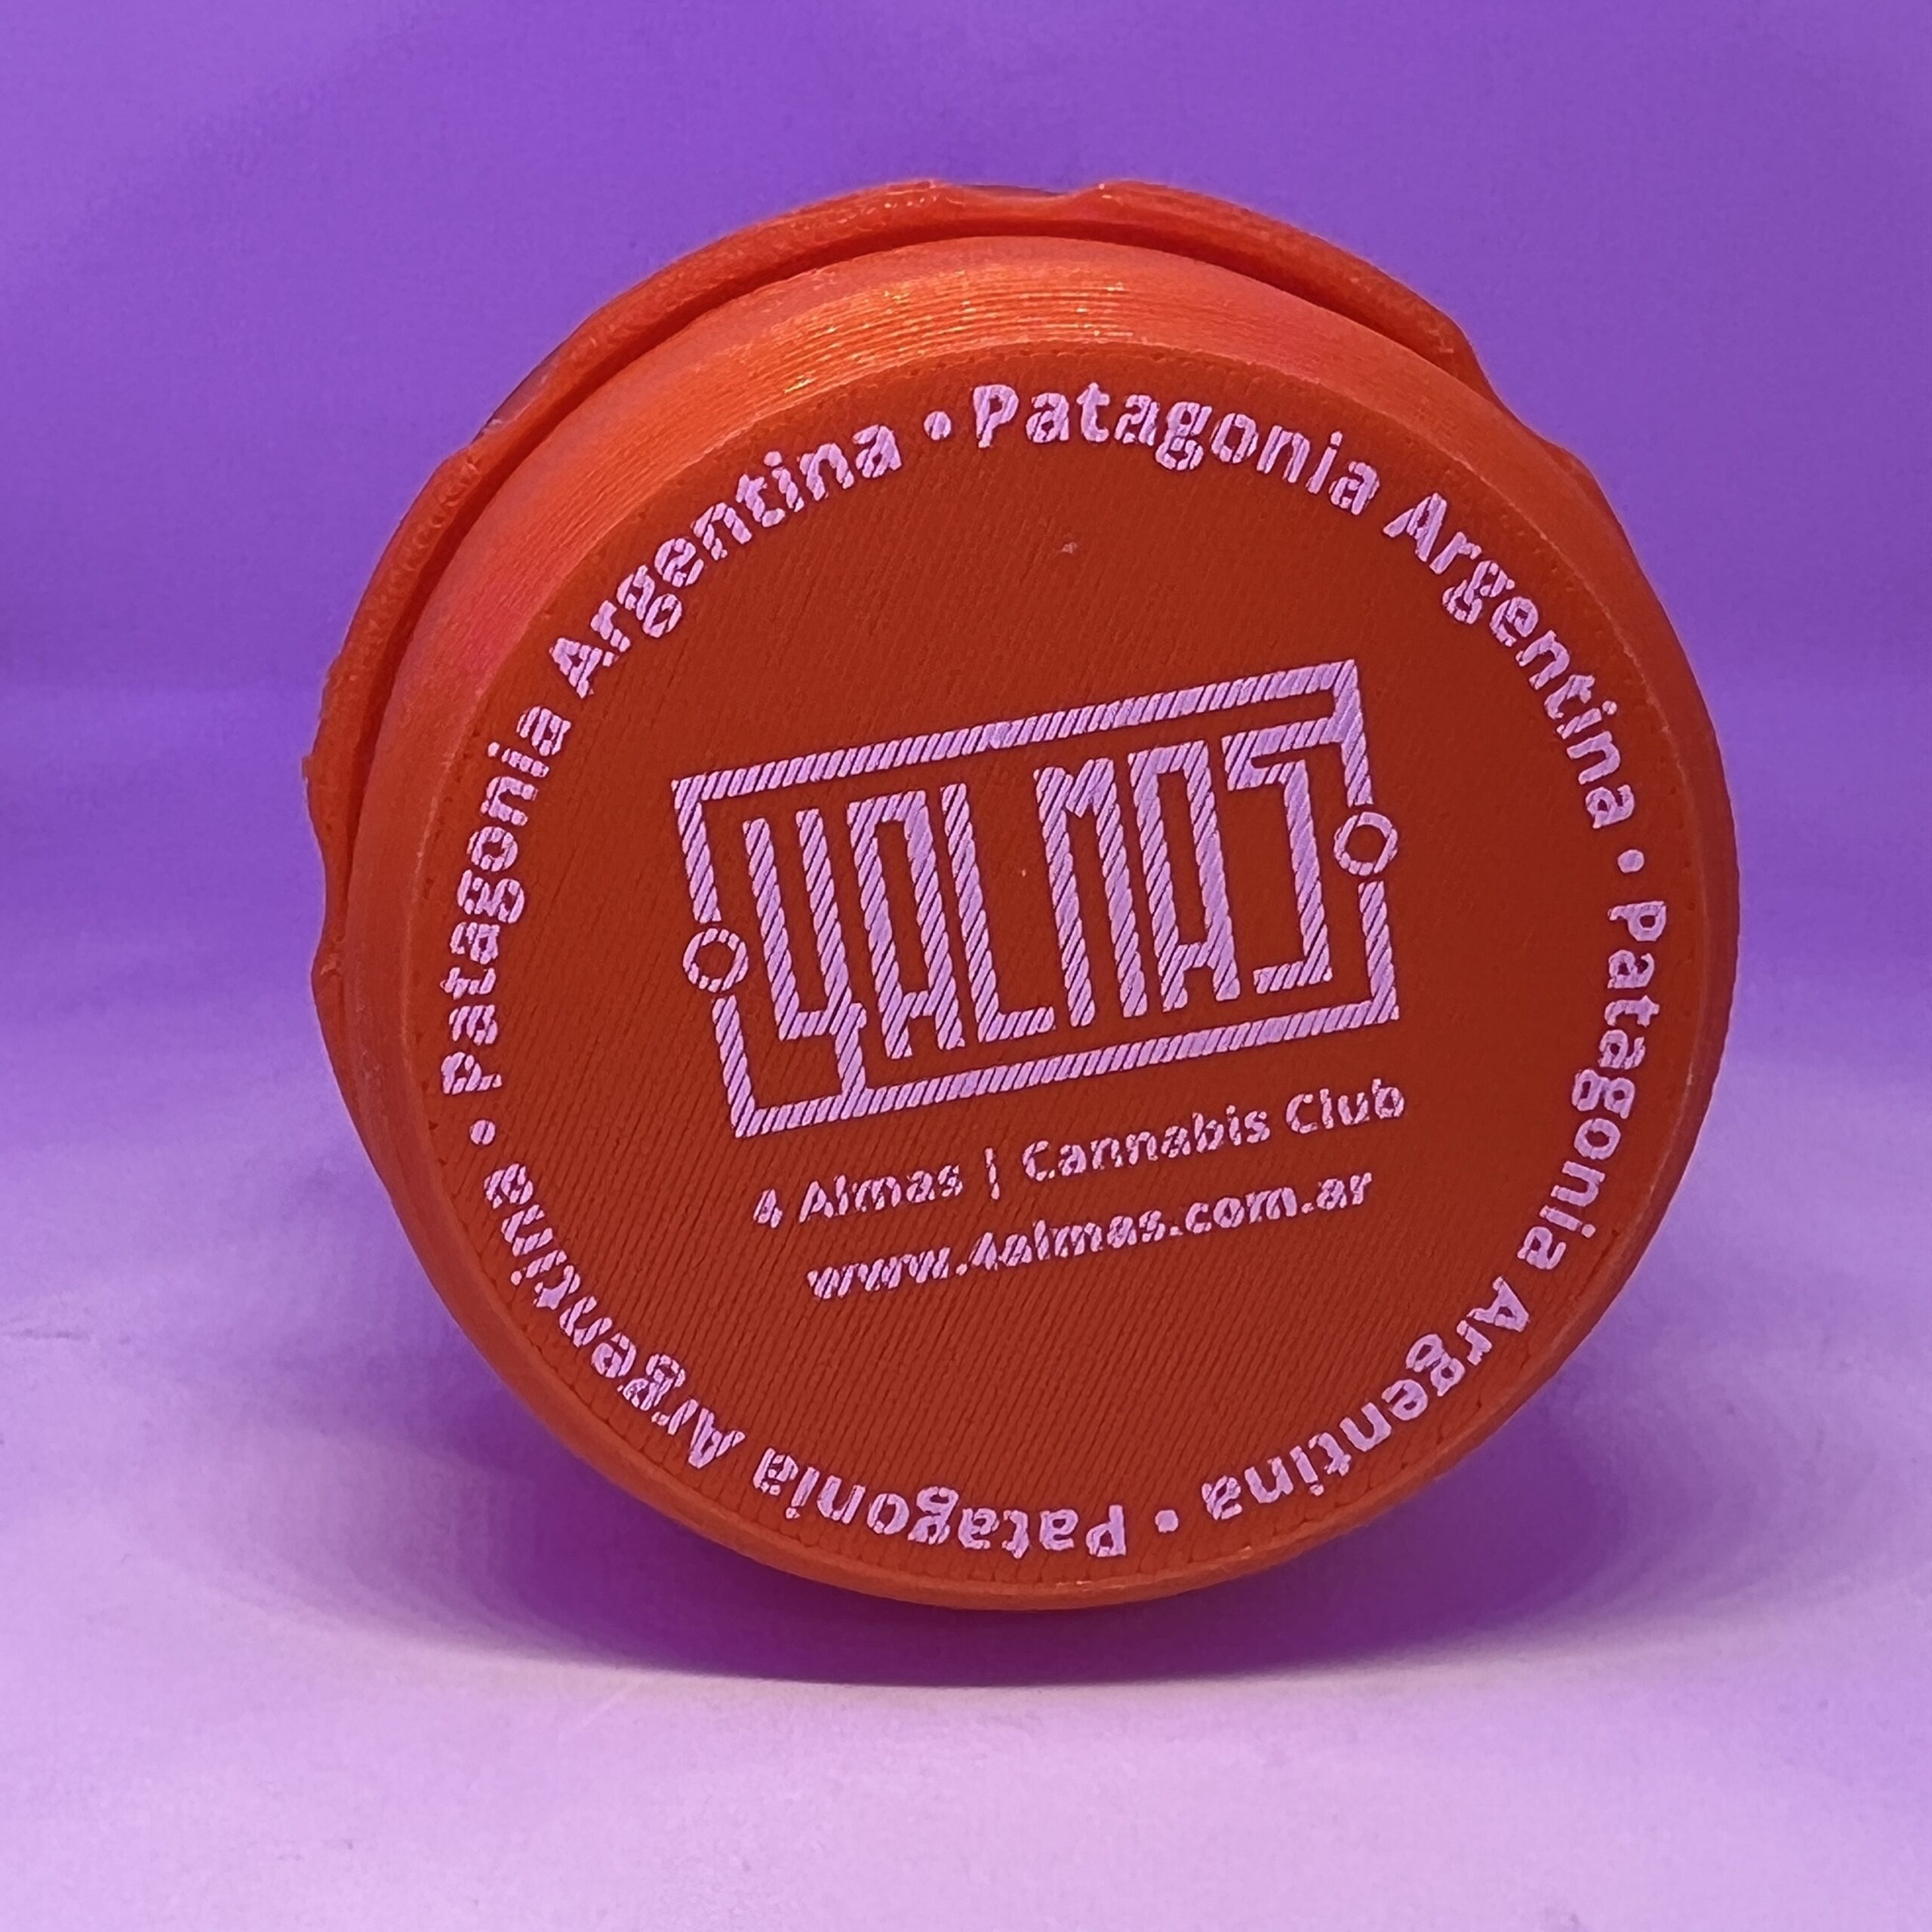 Patagonia Argentina • Patagonia Argentina • Patagonia Argentina • Patagonia Argentina •
4ALMAS
4 Almas | Cannabis Club
www.4almas.com.ar